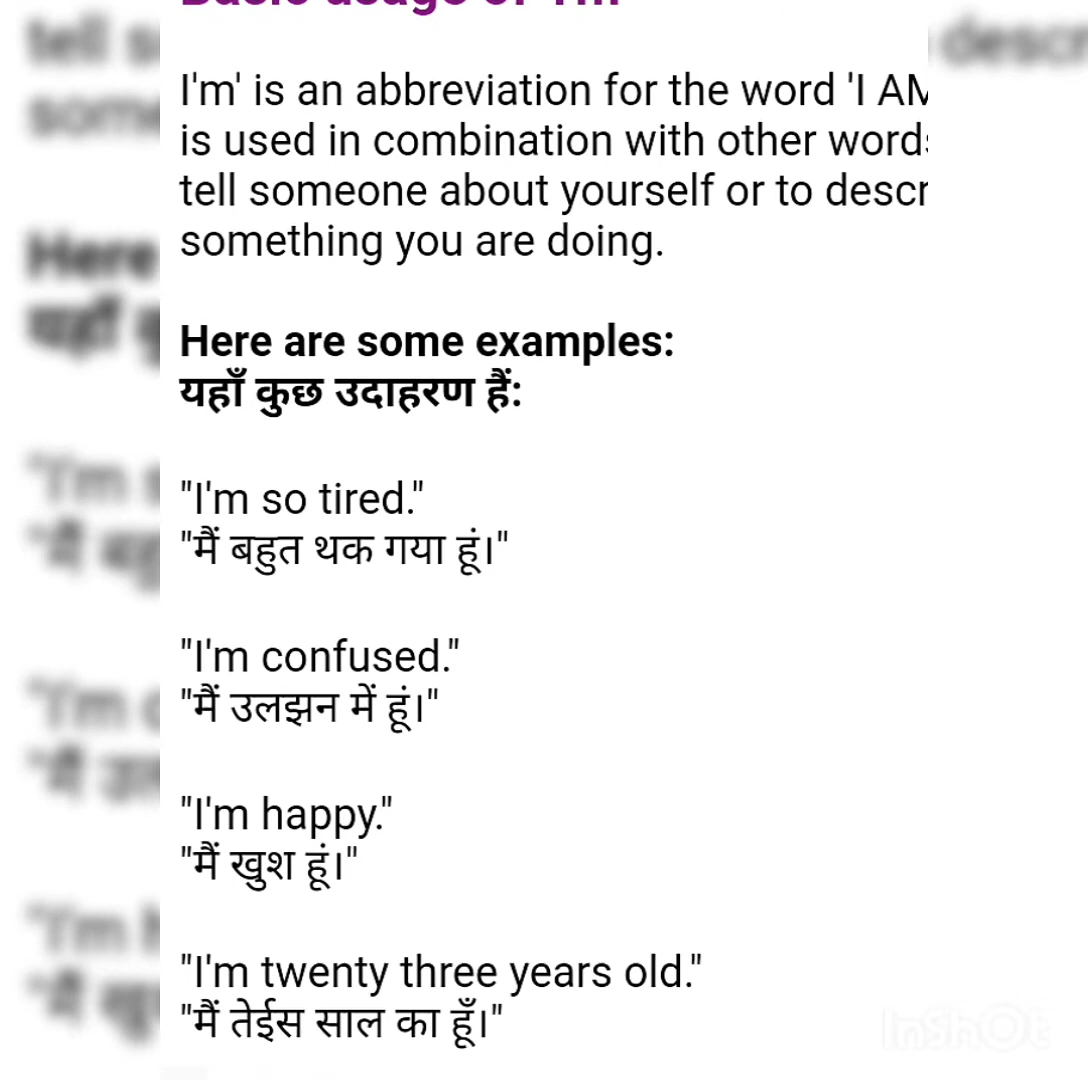 I'm' is an abbreviation for the word 'I AM
is used in combination with other words
tell someone about yourself or to descr
something you are doing.
Here are some examples:
यहाँ कुछ उदाहरण हैं:
"I'm so tired."
"मैं बहुत थक गया हूं।"
"I'm confused."
"मैं उलझन में हूं।"
"I'm happy."
"मैं खुश हूं।"
"I'm twenty three years old."
"मैं तेईस साल का हूँ।"
InShOt